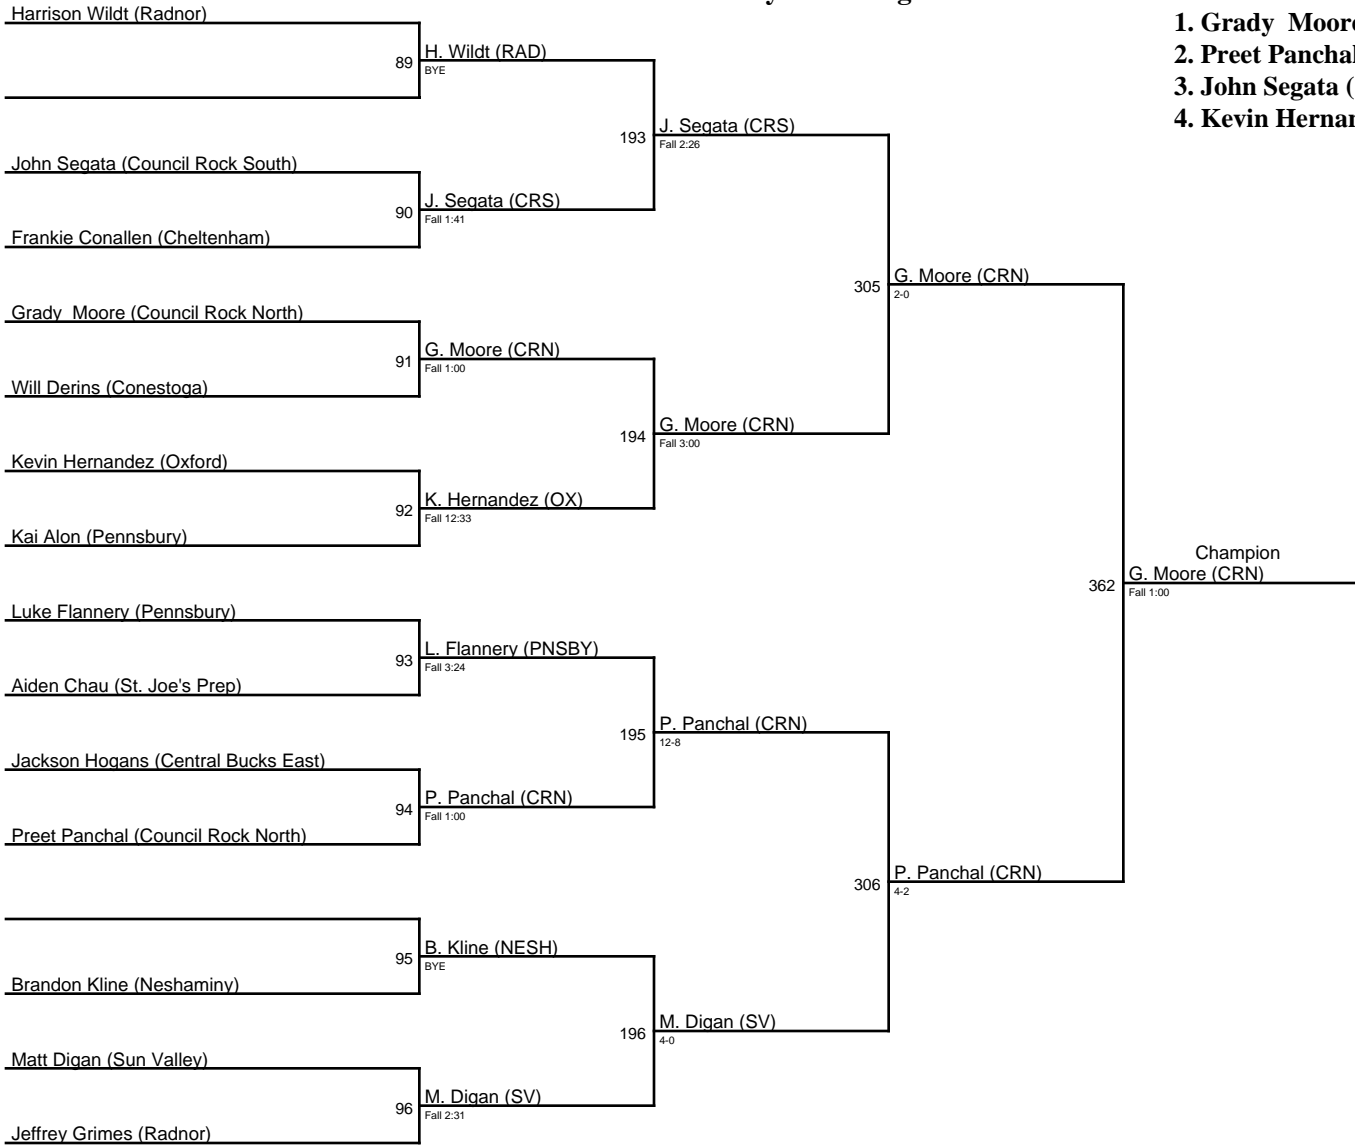 1. Grady  Moore
2. Preet Panchal
3. John Segata (
4. Kevin Hernan
Harrison Wildt (Radnor)
89
H. Wildt (RAD)
BYE
193
J. Segata (CRS)
Fall 2:26
John Segata (Council Rock South)
90
J. Segata (CRS)
Fall 1:41
Frankie Conallen (Cheltenham)
305
G. Moore (CRN)
2-0
Grady  Moore (Council Rock North)
91
G. Moore (CRN)
Fall 1:00
Will Derins (Conestoga)
194
G. Moore (CRN)
Fall 3:00
Kevin Hernandez (Oxford)
92
K. Hernandez (OX)
Fall 12:33
Kai Alon (Pennsbury)
Champion
362
G. Moore (CRN)
Fall 1:00
Luke Flannery (Pennsbury)
93
L. Flannery (PNSBY)
Fall 3:24
Aiden Chau (St. Joe's Prep)
195
P. Panchal (CRN)
12-8
Jackson Hogans (Central Bucks East)
94
P. Panchal (CRN)
Fall 1:00
Preet Panchal (Council Rock North)
306
P. Panchal (CRN)
4-2
95
B. Kline (NESH)
BYE
Brandon Kline (Neshaminy)
196
M. Digan (SV)
4-0
Matt Digan (Sun Valley)
96
M. Digan (SV)
Fall 2:31
Jeffrey Grimes (Radnor)